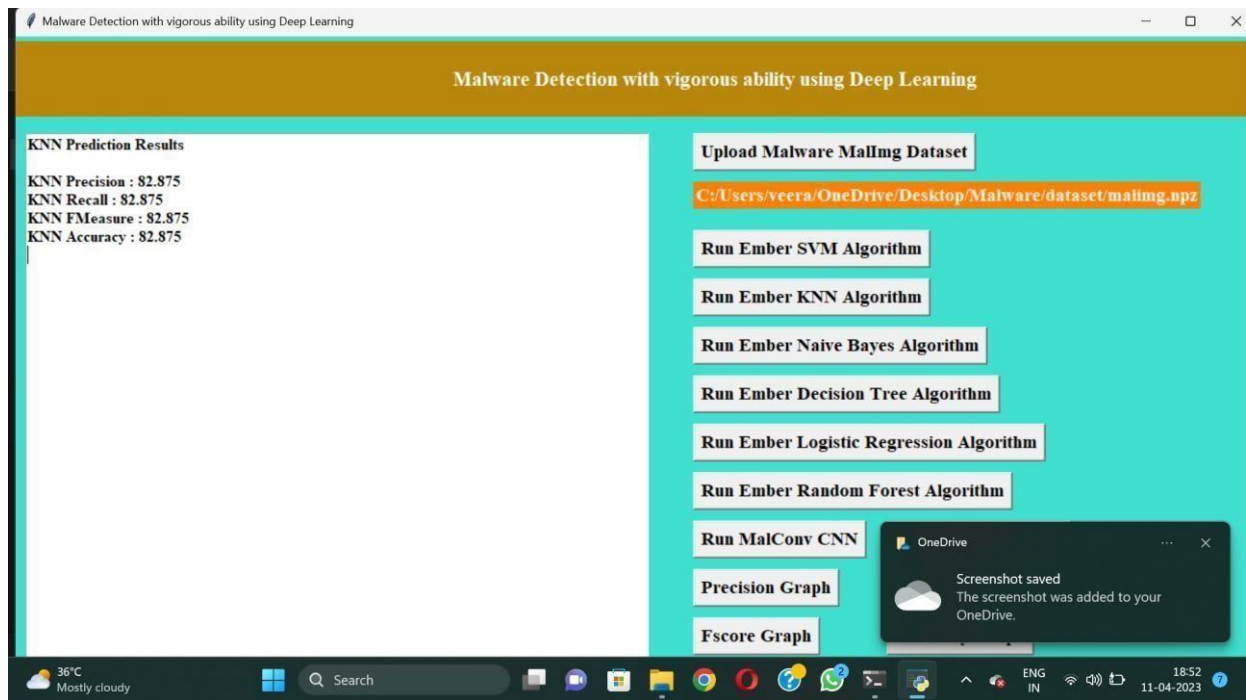 Malware Detection with vigorous ability using Deep Learning
Malware Detection with vigorous ability using Deep Learning
KNN Prediction Results
KNN Precision : 82.875
KNN Recall : 82.875
KNN FMeasure : 82.875
KNN Accuracy : 82.875
Upload Malware MalImg Dataset
C:/Users/veera/OneDrive/Desktop/Malware/dataset/malimg.npz
Run Ember SVM Algorithm
Run Ember KNN Algorithm
Run Ember Naive Bayes Algorithm
Run Ember Decision Tree Algorithm
Run Ember Logistic Regression Algorithm
Run Ember Random Forest Algorithm
Run MalConv CNN
Precision Graph
Fscore Graph
OneDrive
Screenshot saved
The screenshot was added to your
OneDrive.
36°C
Mostly cloudy
Search
2
ENG
IN
18:52
11-04-2023
7